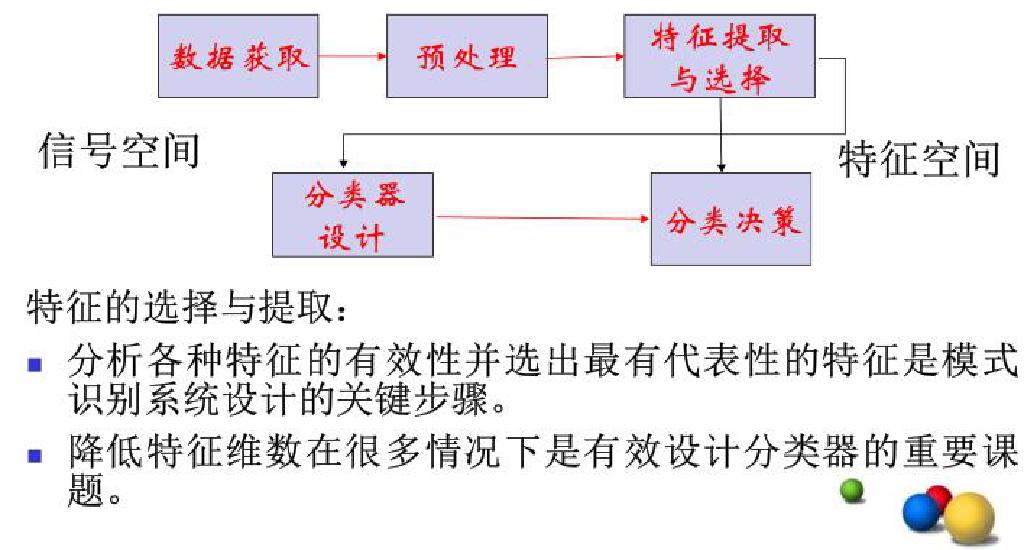 数据获取
预处理
特征提取
与选择
信号空间
特征空间
分类器
设计
分类决策
特征的选择与提取：
分析各种特征的有效性并选出最有代表性的特征是模式
识别系统设计的关键步骤。
降低特征维数在很多情况下是有效设计分类器的重要课
题。